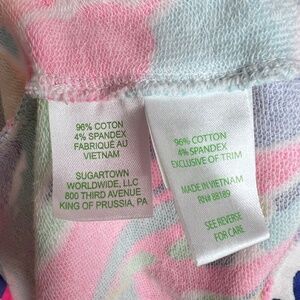 96% COTTON
4% SPANDEX
FABRIQUÉ AU
VIETNAM
SUGARTOWN
WORLDWIDE, LLC
800 THIRD AVENUE
KING OF PRUSSIA, PA
96% COTTON
4% SPANDEX
EXCLUSIVE OF TRIM
MADE IN VIETNAM
RN# 88189
SEE REVERSE
FOR CARE